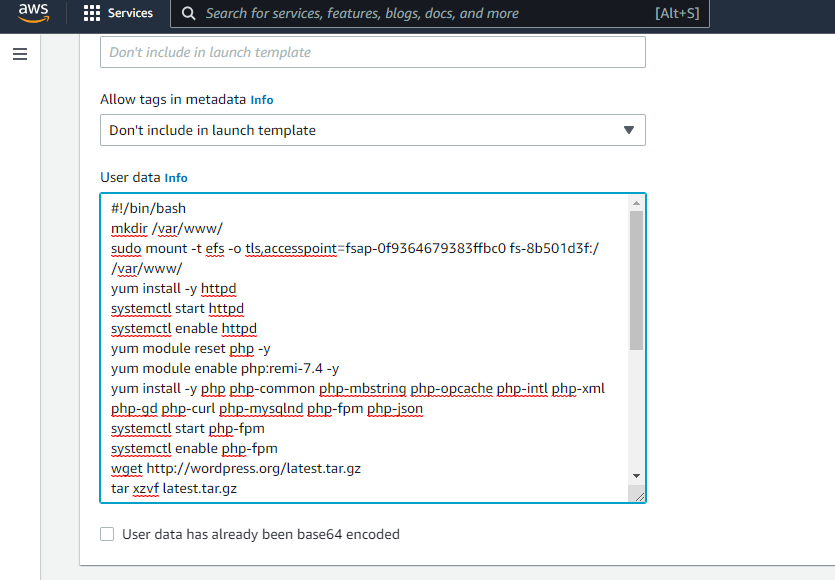 aws
Services
Search for services, features, blogs, docs, and more
[Alt+S]
Don't include in launch template
Allow tags in metadata Info
Don't include in launch template
User data Info
#!/bin/bash
mkdir /var/www/
sudo mount -t efs -o tls,accesspoint=fsap-0f9364679383ffbc0 fs-8b501d3f:/
/var/www/
yum install -y httpd
systemctl start httpd
systemctl enable httpd
yum module reset php -y
yum module enable php:remi-7.4 -y
yum install -y php php-common php-mbstring php-opcache php-intl php-xml
php-gd php-curl php-mysqlnd php-fpm php-json
systemctl start php-fpm
systemctl enable php-fpm
wget http://wordpress.org/latest.tar.gz
tar xzvf latest.tar.gz
User data has already been base64 encoded